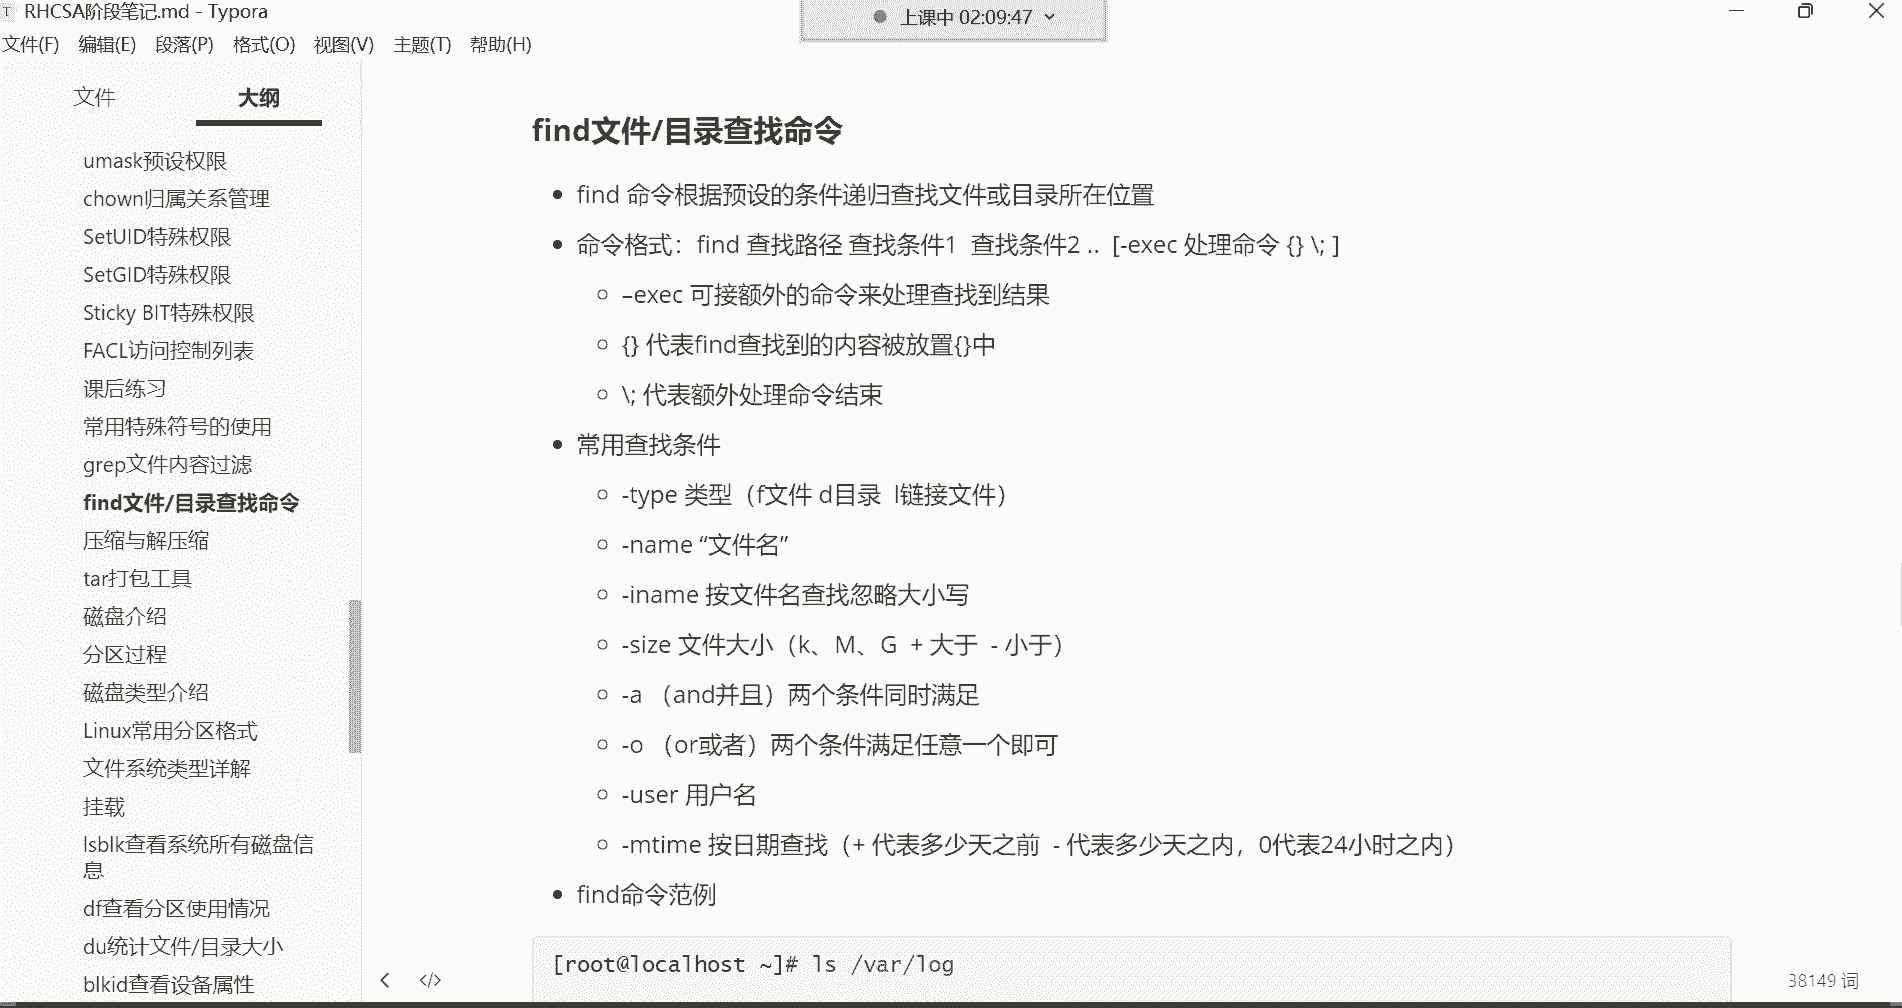 RHCSA阶段笔记.md - Typora
上课中 02:09:47
文件(F) 编辑(E) 段落(P) 格式(O) 视图(V) 主题(T) 帮助(H)
文件 大纲
umask预设权限
chown归属关系管理
SetUID特殊权限
SetGID特殊权限
Sticky BIT特殊权限
FACL访问控制列表
课后练习
常用特殊符号的使用
grep文件内容过滤
find文件/目录查找命令
压缩与解压缩
tar打包工具
磁盘介绍
分区过程
磁盘类型介绍
Linux常用分区格式
文件系统类型详解
挂载
lsblk查看系统所有磁盘信
息
df查看分区使用情况
du统计文件/目录大小
blkid查看设备属性
find文件/目录查找命令
find 命令根据预设的条件递归查找文件或目录所在位置
命令格式：find 查找路径 查找条件1 查找条件2 .. [-exec 处理命令 {} \; ]
–exec 可接额外的命令来处理查找到结果
{} 代表find查找到的内容被放置{}中
\; 代表额外处理命令结束
常用查找条件
-type 类型（f文件 d目录 l链接文件）
-name “文件名”
-iname 按文件名查找忽略大小写
-size 文件大小（k、M、G + 大于 - 小于）
-a （and并且）两个条件同时满足
-o （or或者）两个条件满足任意一个即可
-user 用户名
-mtime 按日期查找（+ 代表多少天之前 - 代表多少天之内，0代表24小时之内）
find命令范例
[root@localhost ~]# ls /var/log
38149 词